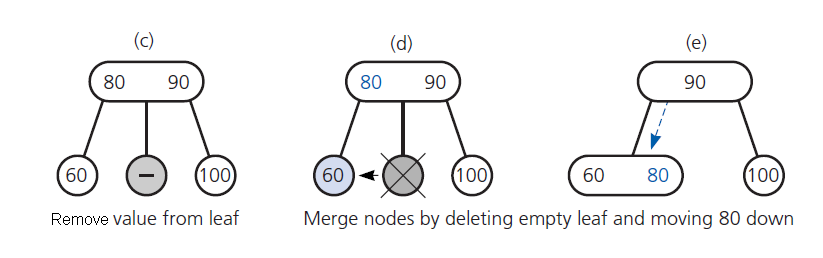 (c)
80 90
60 – 100
Remove value from leaf
(d)
80 90
60 100
(e)
90
60 80 100
Merge nodes by deleting empty leaf and moving 80 down